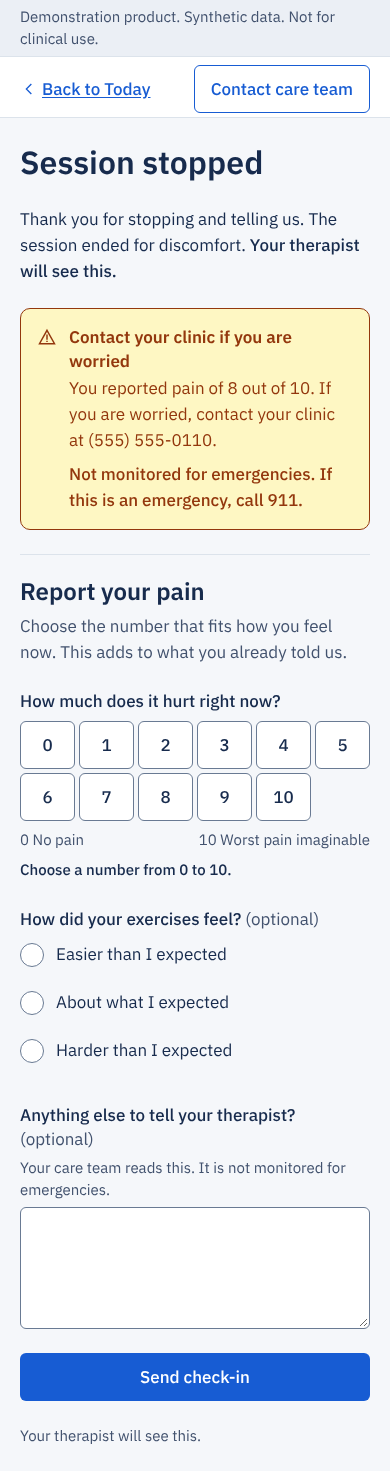 Demonstration product. Synthetic data. Not for
clinical use.
Back to Today
Contact care team
Session stopped
Thank you for stopping and telling us. The
session ended for discomfort. Your therapist
will see this.
Contact your clinic if you are
worried
You reported pain of 8 out of 10. If
you are worried, contact your clinic
at (555) 555-0110.
Not monitored for emergencies. If
this is an emergency, call 911.
Report your pain
Choose the number that fits how you feel
now. This adds to what you already told us.
How much does it hurt right now?
0 1 2 3 4 5
6 7 8 9 10
0 No pain
10 Worst pain imaginable
Choose a number from 0 to 10.
How did your exercises feel? (optional)
Easier than I expected
About what I expected
Harder than I expected
Anything else to tell your therapist?
(optional)
Your care team reads this. It is not monitored for
emergencies.
Send check-in
Your therapist will see this.